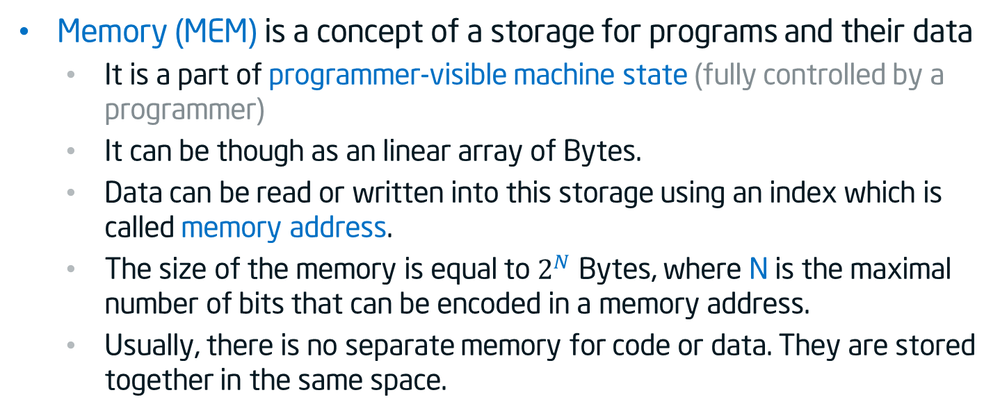 • Memory (MEM) is a concept of a storage for programs and their data
• It is a part of programmer-visible machine state (fully controlled by a
programmer)
• It can be though as an linear array of Bytes.
• Data can be read or written into this storage using an index which is
called memory address.
• The size of the memory is equal to 2^N Bytes, where N is the maximal
number of bits that can be encoded in a memory address.
• Usually, there is no separate memory for code or data. They are stored
together in the same space.